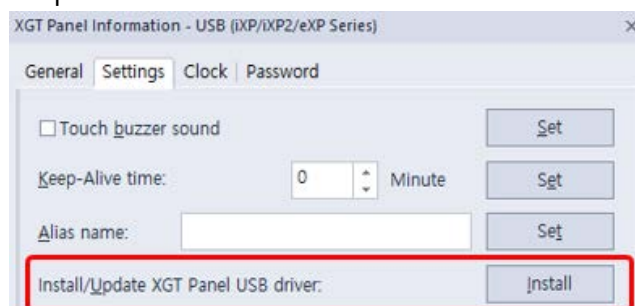 XGT Panel Information - USB (iXP/iXP2/eXP Series)
General Settings Clock Password
Touch buzzer sound Set
Keep-Alive time: 0 Minute Set
Alias name: Set
Install/Update XGT Panel USB driver: Install